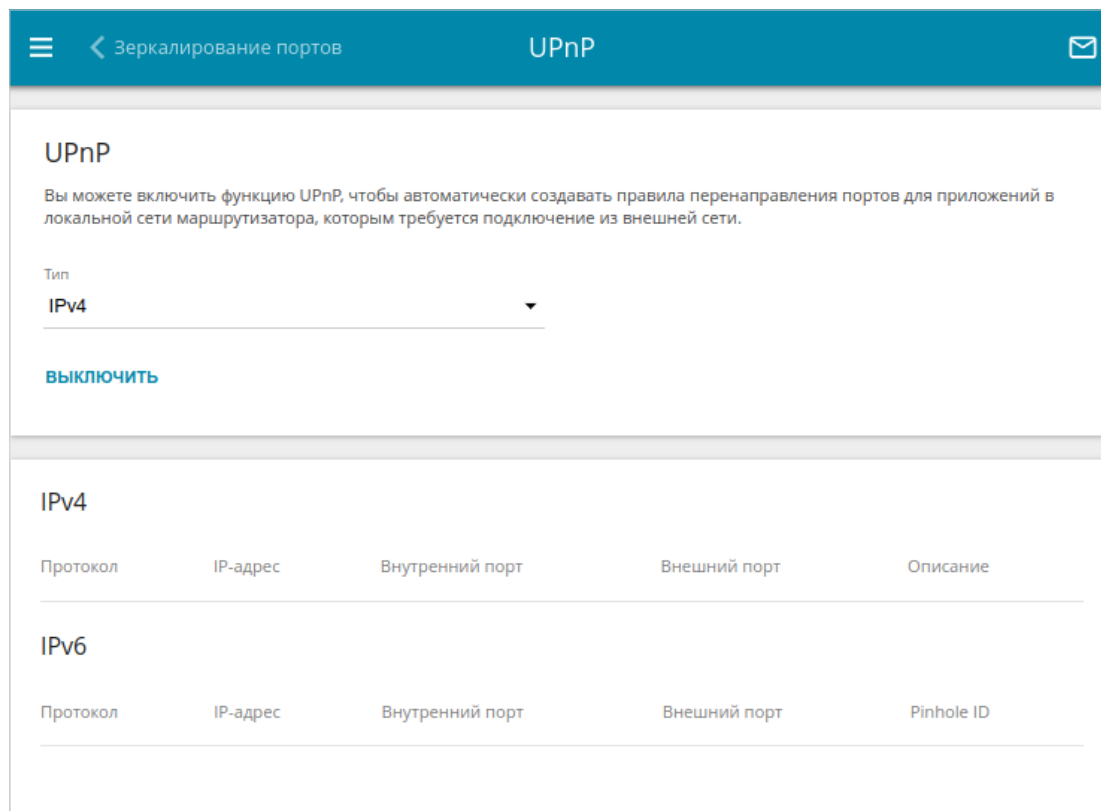 Зеркалирование портов UPnP
UPnP
Вы можете включить функцию UPnP, чтобы автоматически создавать правила перенаправления портов для приложений в
локальной сети маршрутизатора, которым требуется подключение из внешней сети.
Тип
IPv4
ВЫКЛЮЧИТЬ
IPv4
Протокол IP-адрес Внутренний порт Внешний порт Описание
IPv6
Протокол IP-адрес Внутренний порт Внешний порт Pinhole ID